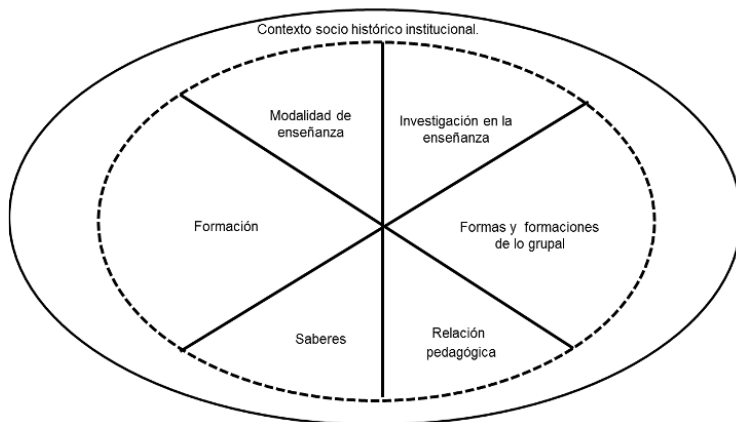 Contexto socio histórico institucional.
Modalidad de
enseñanza
Investigación en la
enseñanza
Formación
Formas y formaciones
de lo grupal
Saberes
Relación
pedagógica